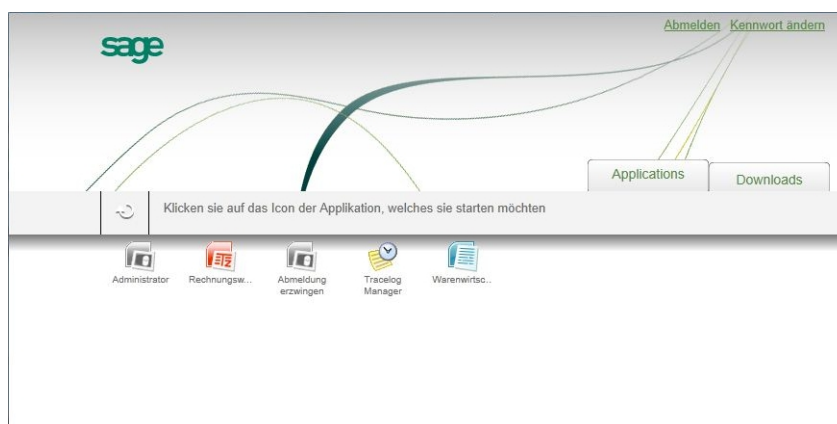 sage
Abmelden Kennwort ändern
Applications
Downloads
Klicken sie auf das Icon der Applikation, welches sie starten möchten
Administrator
Rechnungsw...
Abmeldung
erzwingen
Tracelog
Manager
Warenwirtsc..